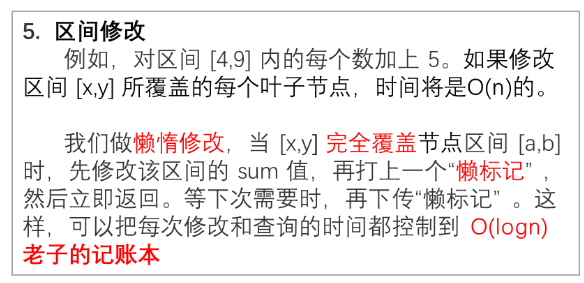 5. 区间修改
例如，对区间 [4,9] 内的每个数加上 5。如果修改
区间 [x,y] 所覆盖的每个叶子节点，时间将是O(n)的。
我们做懒惰修改，当 [x,y] 完全覆盖节点区间 [a,b]
时，先修改该区间的 sum 值，再打上一个“懒标记”，
然后立即返回。等下次需要时，再下传“懒标记” 。这
样，可以把每次修改和查询的时间都控制到 O(logn)
老子的记账本